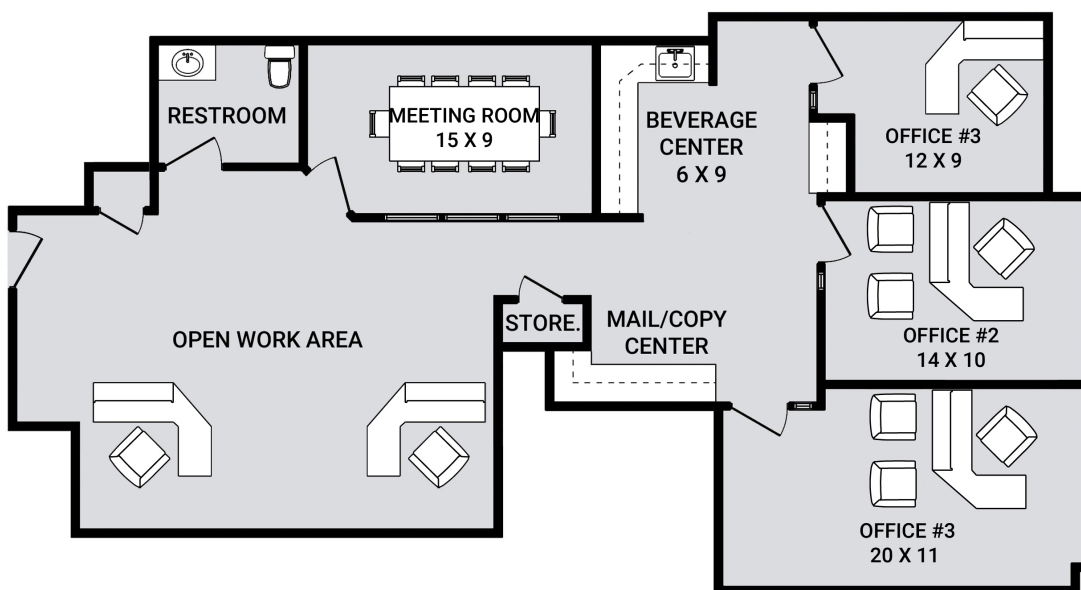 RESTROOM
MEETING ROOM
15 X 9
BEVERAGE
CENTER
6 X 9
OFFICE #3
12 X 9
OPEN WORK AREA
STORE.
MAIL/COPY
CENTER
OFFICE #2
14 X 10
OFFICE #3
20 X 11